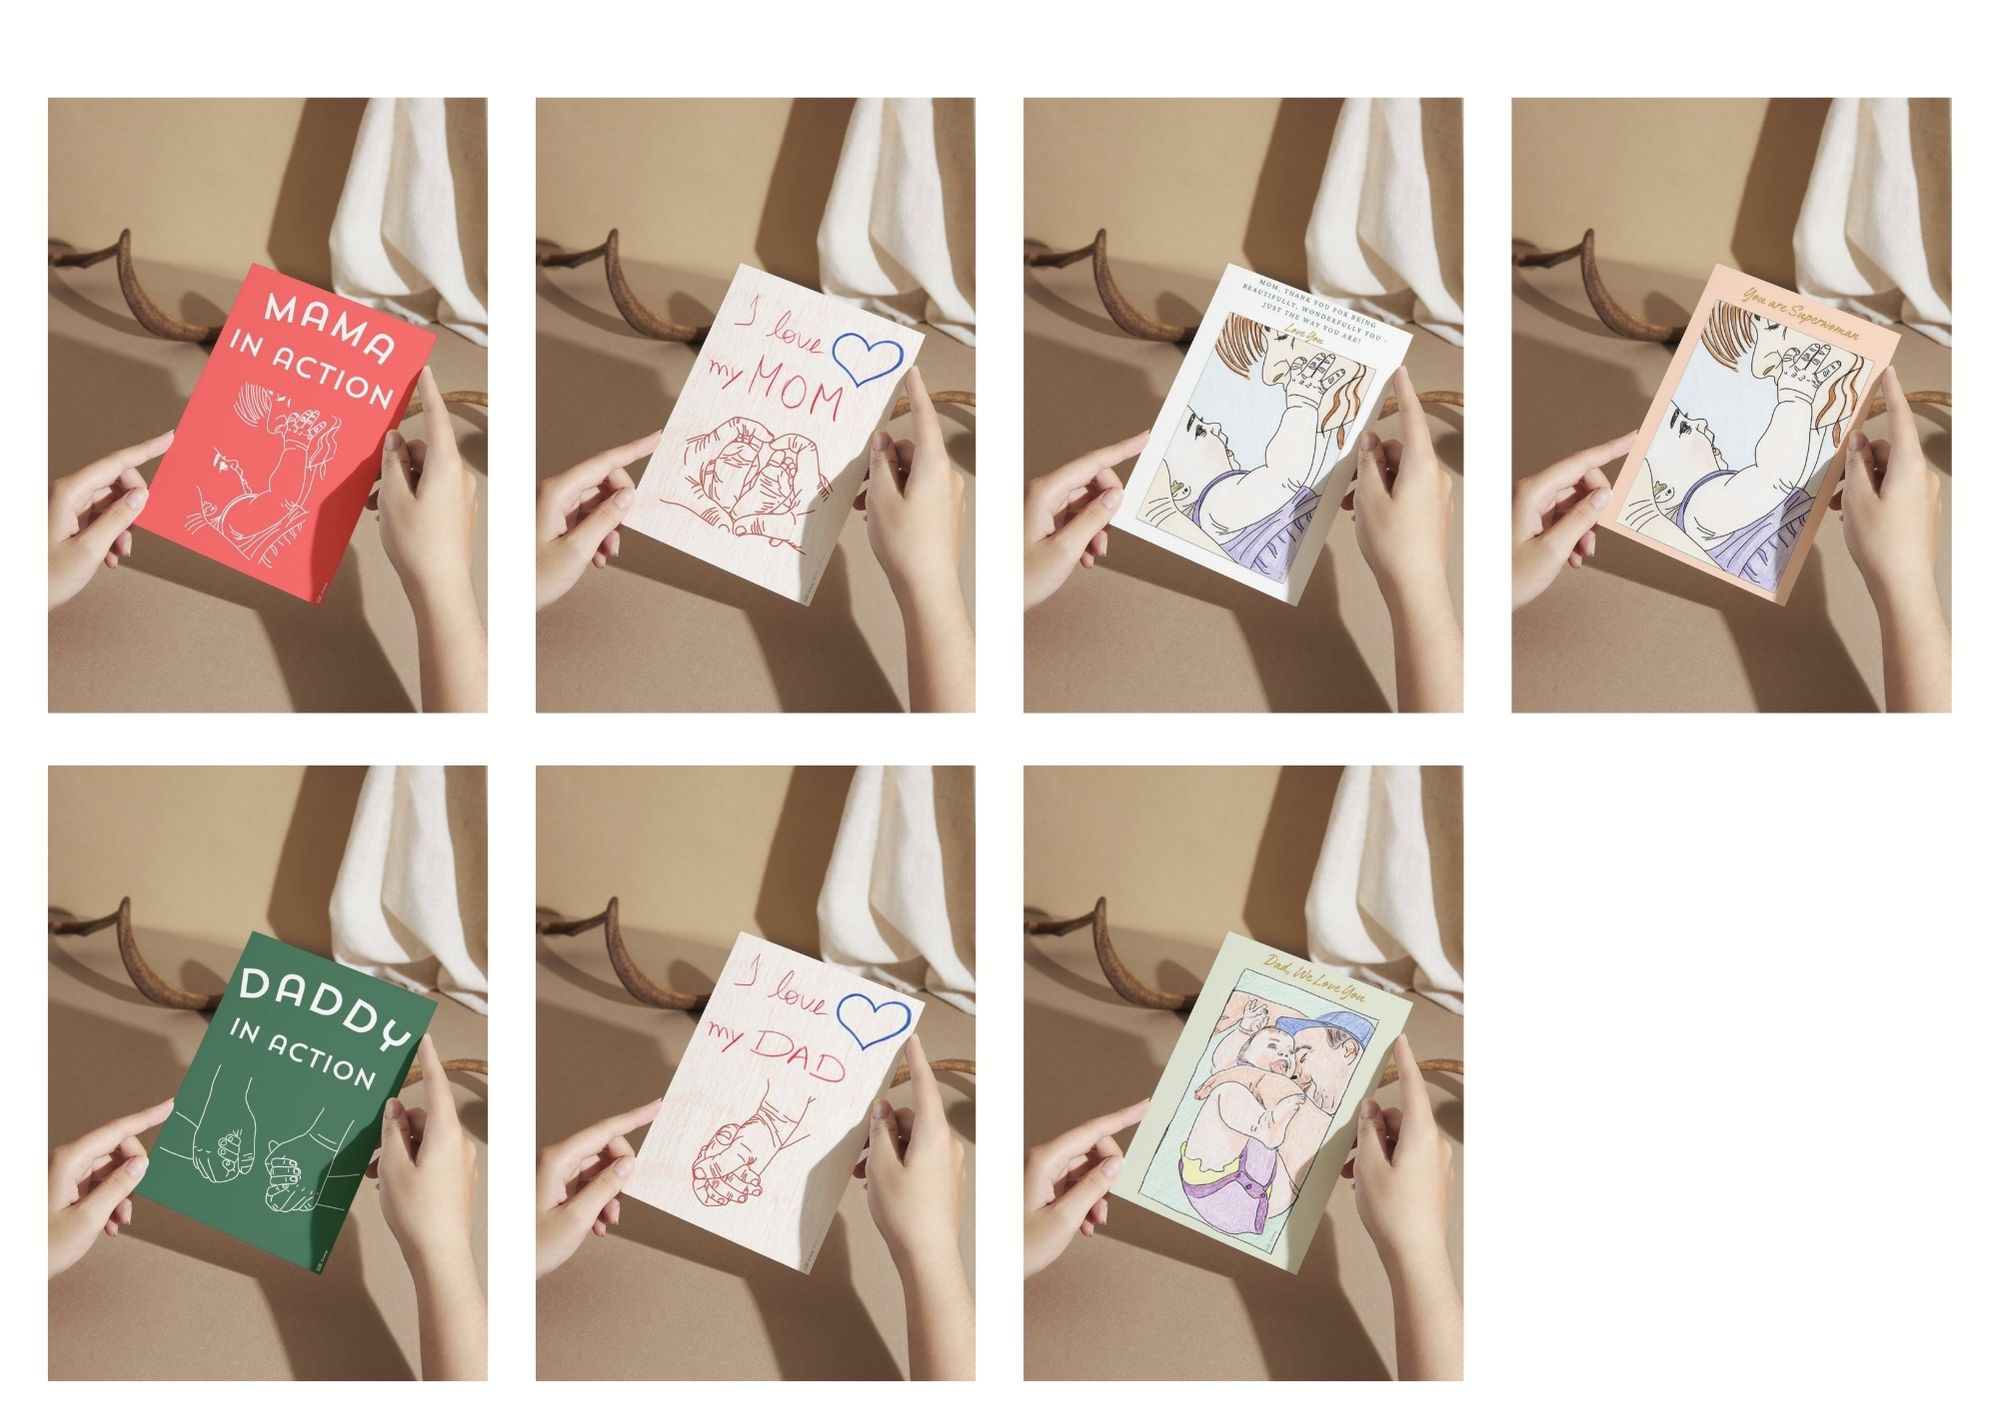 MAMA
IN ACTION
I love
my MOM
MOM, THANK YOU FOR BEING
BEAUTIFULLY, WONDERFULLY YOU -
JUST THE WAY YOU ARE!
Love You
You are Superwoman
DADDY
IN ACTION
I love
my DAD
Dad, We Love You